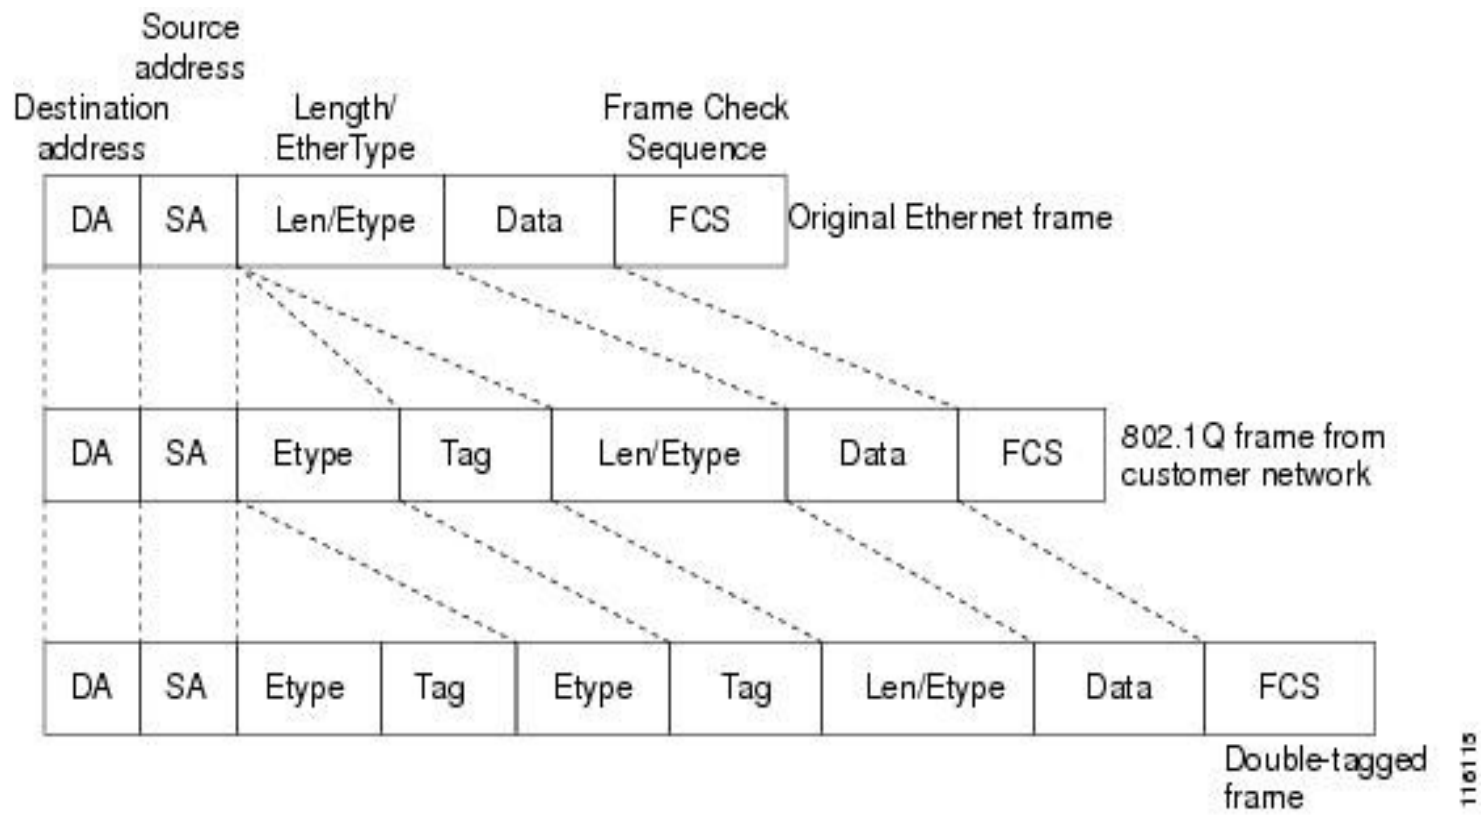 Source
address
Destination
address
Length/
EtherType
Frame Check
Sequence
DA SA Len/Etype Data FCS Original Ethernet frame
DA SA Etype Tag Len/Etype Data FCS
802.1Q frame from
customer network
DA SA Etype Tag Etype Tag Len/Etype Data FCS
Double-tagged
frame
116115